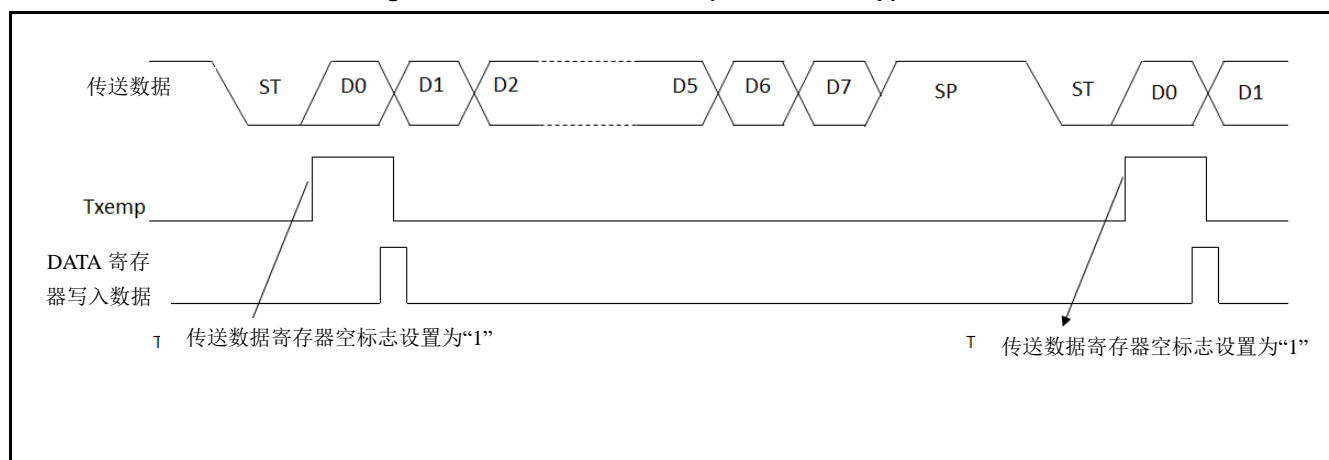 传送数据 ST D0 D1 D2 D5 D6 D7 SP ST D0 D1
Txemp
DATA 寄存
器写入数据
T 传送数据寄存器空标志设置为“1”
T 传送数据寄存器空标志设置为“1”